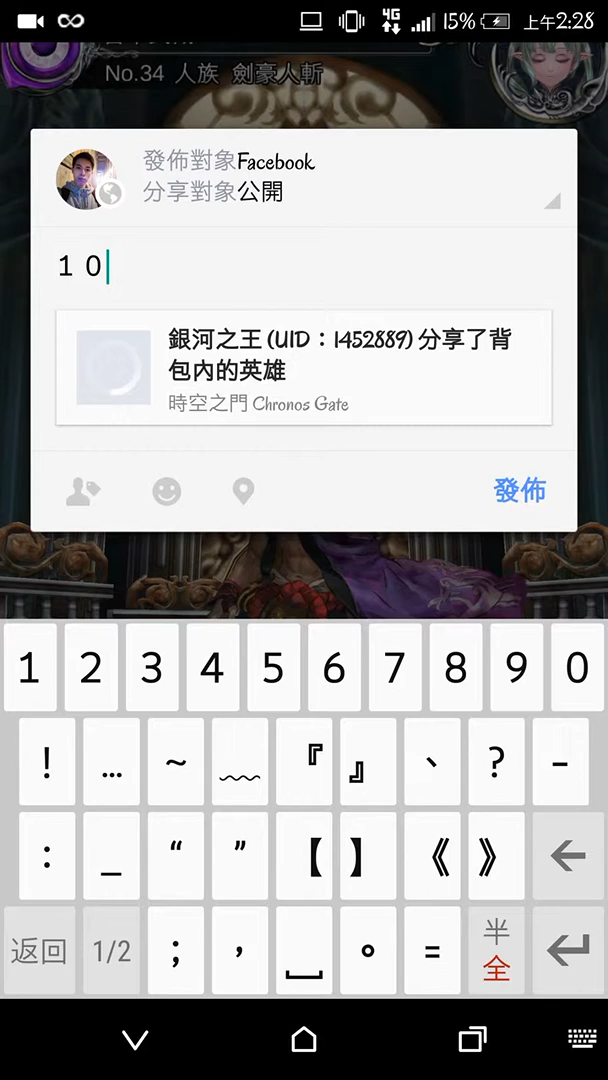 4G 15% 上午2:28
No.34 人族 劍豪人斬
發佈對象Facebook
分享對象公開
１０
銀河之王 (UID：1452889) 分享了背
包內的英雄
時空之門 Chronos Gate
發佈
1 2 3 4 5 6 7 8 9 0
! … ~ ﹏ 『 』 、 ? –
: _ “ ” 【 】 《 》 ←
返回 1/2 ; , ␣ 。 = 半
全